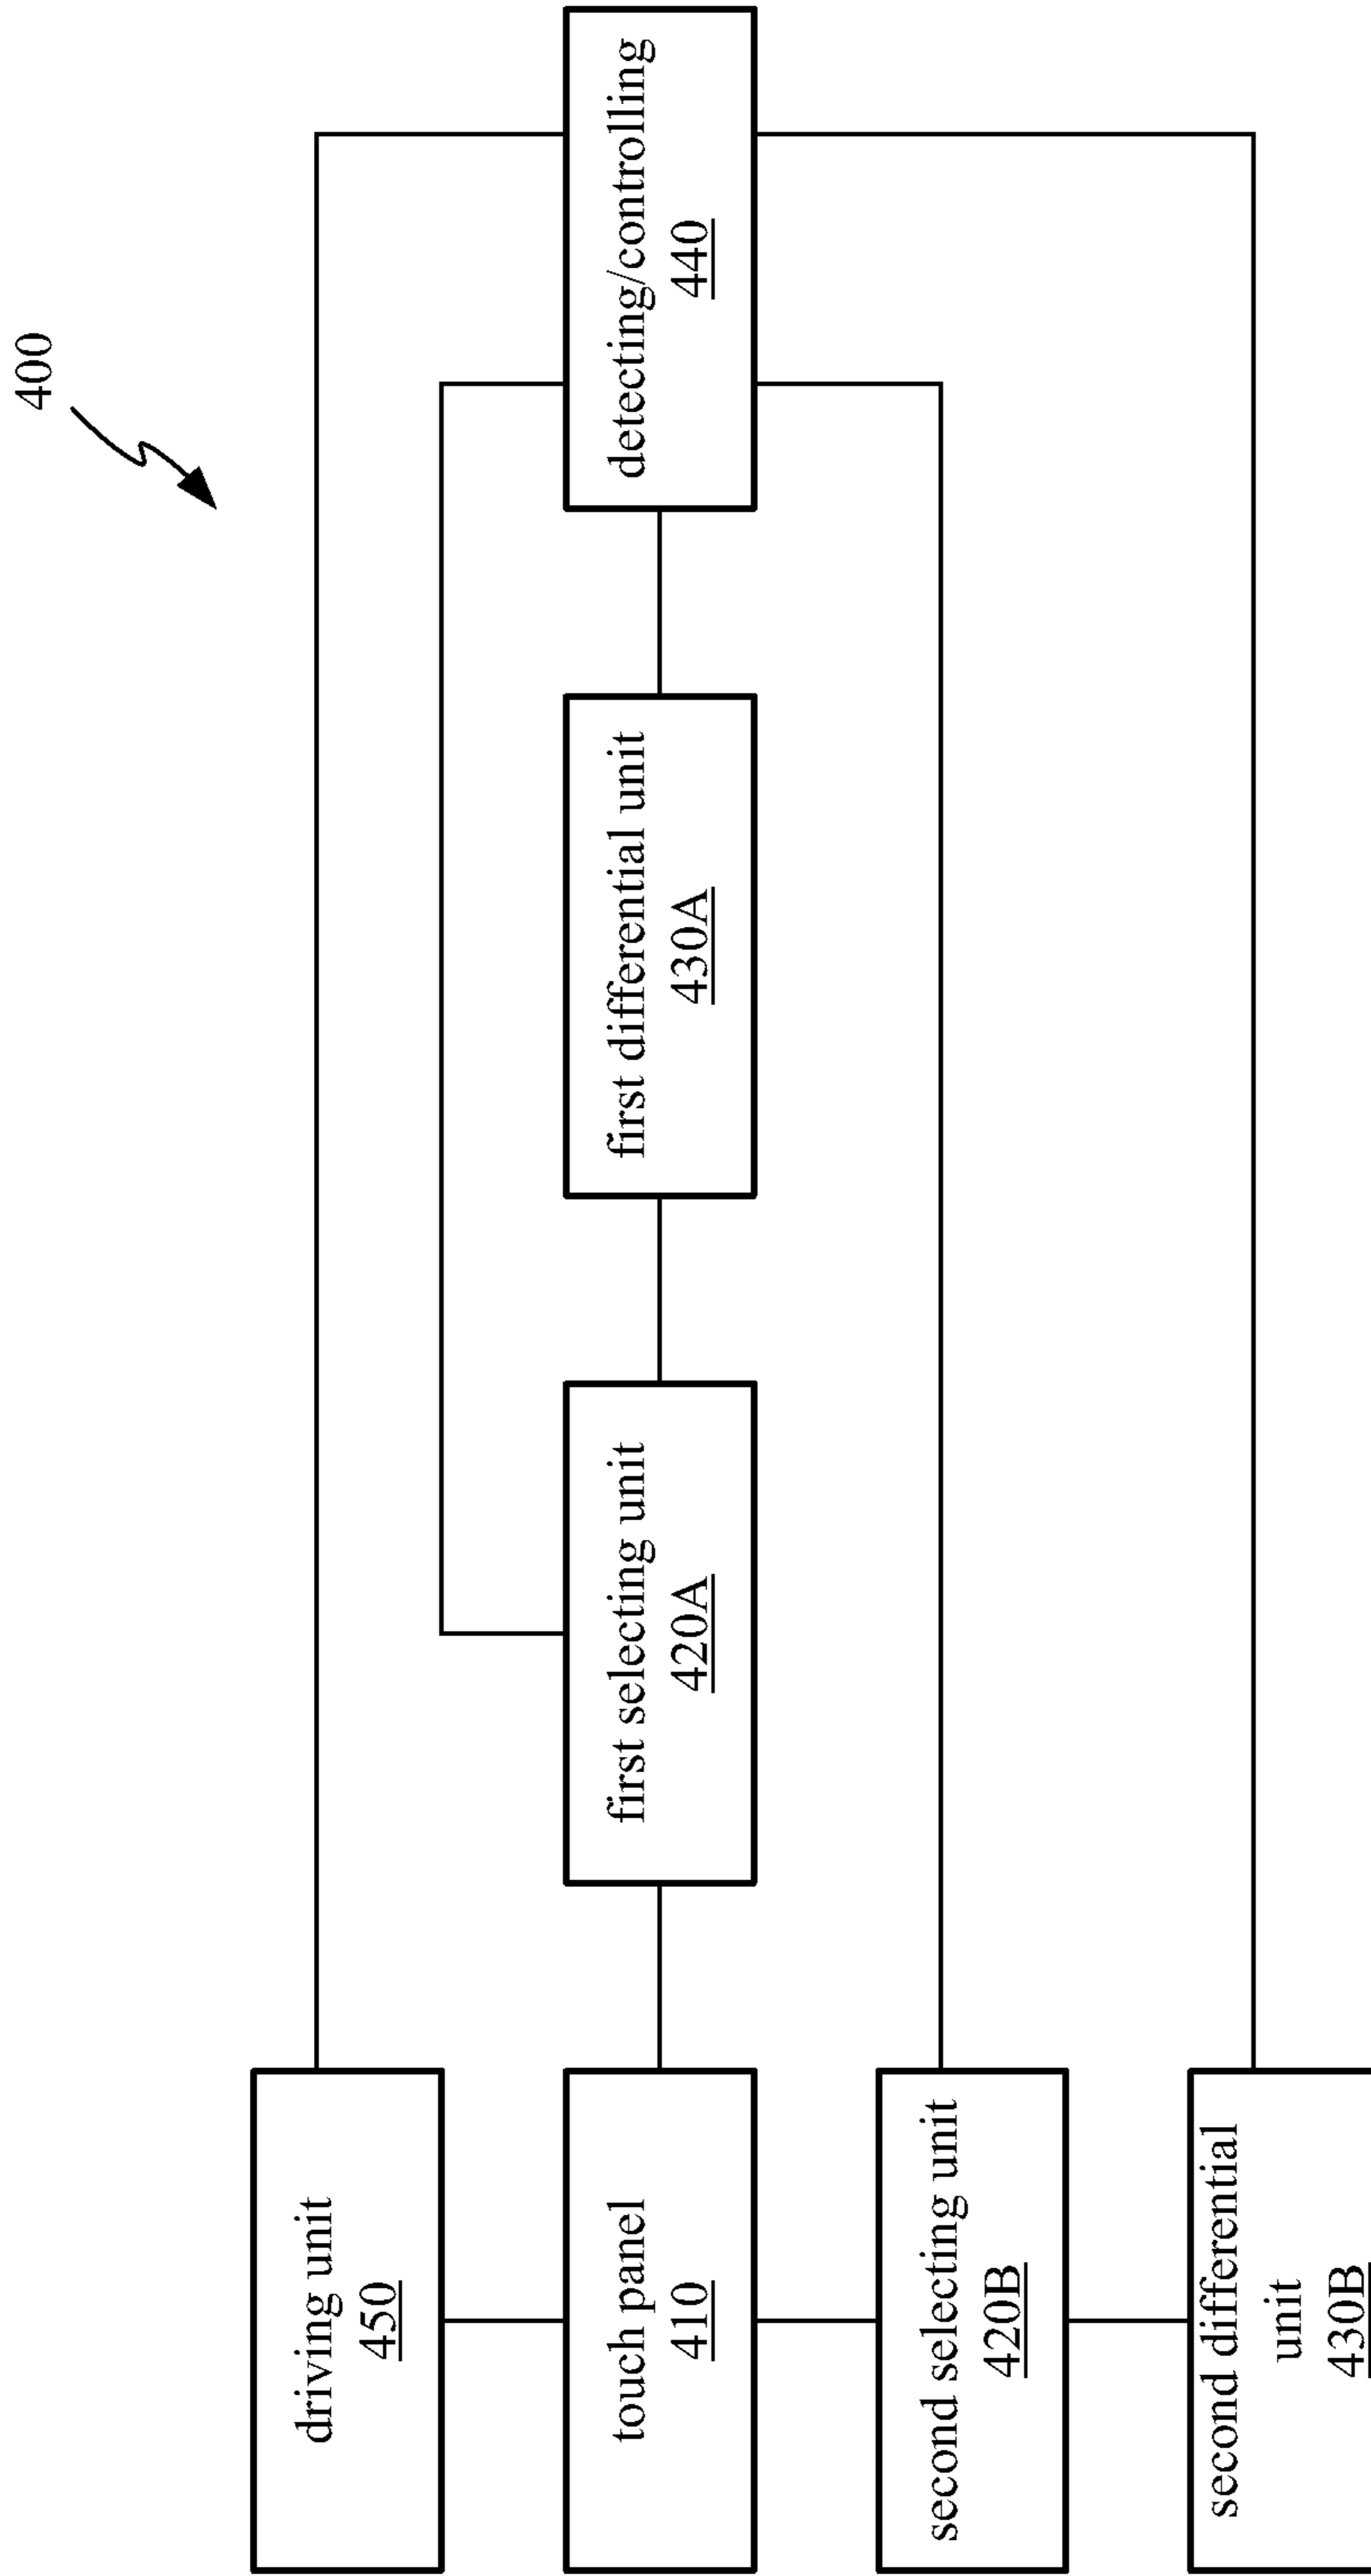 400
driving unit
450
touch panel
410
first selecting unit
420A
first differential unit
430A
detecting/controlling
440
second selecting unit
420B
second differential
unit
430B